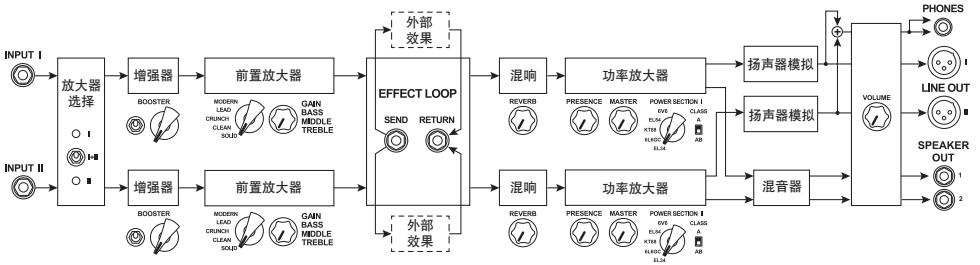 INPUT I
放大器
选择
I
I+II
II
INPUT II
增强器
BOOSTER
前置放大器
MODERN
LEAD
CRUNCH
CLEAN
SOLID
GAIN
BASS
MIDDLE
TREBLE
外部
效果
EFFECT LOOP
SEND
RETURN
混响
REVERB
功率放大器
PRESENCE
MASTER
POWER SECTION I
6V6
EL84
KT88
6L6GC
EL34
CLASS
A
AB
扬声器模拟
扬声器模拟
VOLUME
PHONES
I
LINE OUT
II
SPEAKER
OUT
1
2
增强器
BOOSTER
前置放大器
MODERN
LEAD
CRUNCH
CLEAN
SOLID
GAIN
BASS
MIDDLE
TREBLE
外部
效果
混响
REVERB
功率放大器
PRESENCE
MASTER
POWER SECTION II
6V6
EL84
KT88
6L6GC
EL34
CLASS
A
AB
混音器